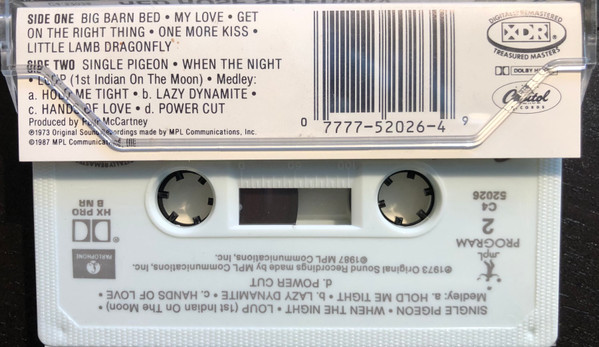 SIDE ONE BIG BARN BED • MY LOVE • GET
ON THE RIGHT THING • ONE MORE KISS •
LITTLE LAMB DRAGONFLY
SIDE TWO SINGLE PIGEON • WHEN THE NIGHT
• LOUP (1st Indian On The Moon) • Medley:
a. HOLD ME TIGHT • b. LAZY DYNAMITE •
c. HANDS OF LOVE • d. POWER CUT
Produced by Paul McCartney
℗1973 Original Sound Recordings made by MPL Communications, Inc.
©1987 MPL Communications, Inc.
0 7777-52026-4 9
DIGITALLY REMASTERED
XDR
TREASURED MASTERS
DOLBY
Capitol
RECORDS
C4
52026
2
PROGRAM
MPL
HX PRO
B NR
PARLOPHONE
℗1973 Original Sound Recordings made by MPL Communications, Inc.
©1987 MPL Communications, Inc.
SINGLE PIGEON • WHEN THE NIGHT • LOUP (1st Indian On The Moon) •
Medley: a. HOLD ME TIGHT • b. LAZY DYNAMITE • c. HANDS OF LOVE •
d. POWER CUT